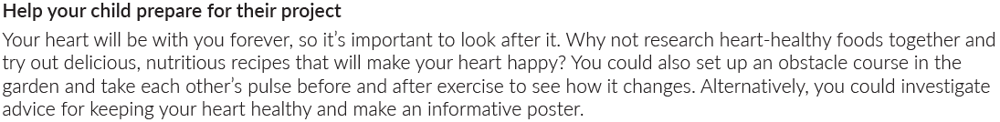 Help your child prepare for their project
Your heart will be with you forever, so it’s important to look after it. Why not research heart-healthy foods together and
try out delicious, nutritious recipes that will make your heart happy? You could also set up an obstacle course in the
garden and take each other’s pulse before and after exercise to see how it changes. Alternatively, you could investigate
advice for keeping your heart healthy and make an informative poster.